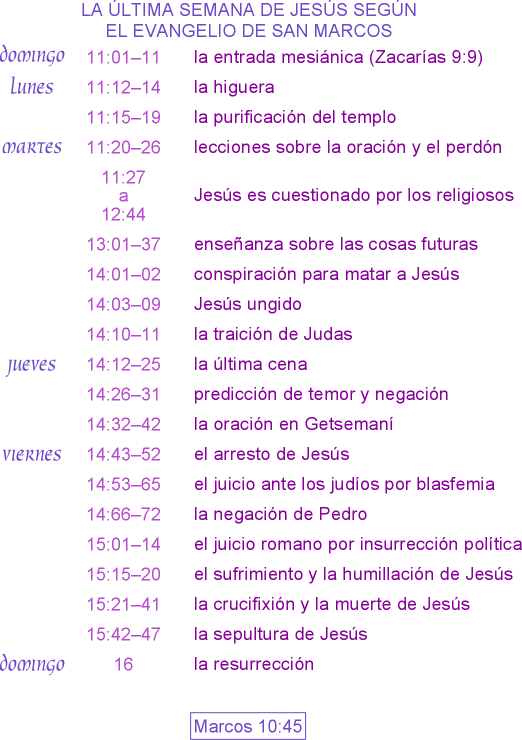 LA ÚLTIMA SEMANA DE JESÚS SEGÚN
EL EVANGELIO DE SAN MARCOS
domingo 11:01–11 la entrada mesiánica (Zacarías 9:9)
lunes 11:12–14 la higuera
11:15–19 la purificación del templo
martes 11:20–26 lecciones sobre la oración y el perdón
11:27
a
12:44
Jesús es cuestionado por los religiosos
13:01–37 enseñanza sobre las cosas futuras
14:01–02 conspiración para matar a Jesús
14:03–09 Jesús ungido
14:10–11 la traición de Judas
jueves 14:12–25 la última cena
14:26–31 predicción de temor y negación
14:32–42 la oración en Getsemaní
viernes 14:43–52 el arresto de Jesús
14:53–65 el juicio ante los judíos por blasfemia
14:66–72 la negación de Pedro
15:01–14 el juicio romano por insurrección política
15:15–20 el sufrimiento y la humillación de Jesús
15:21–41 la crucifixión y la muerte de Jesús
15:42–47 la sepultura de Jesús
domingo 16 la resurrección
Marcos 10:45